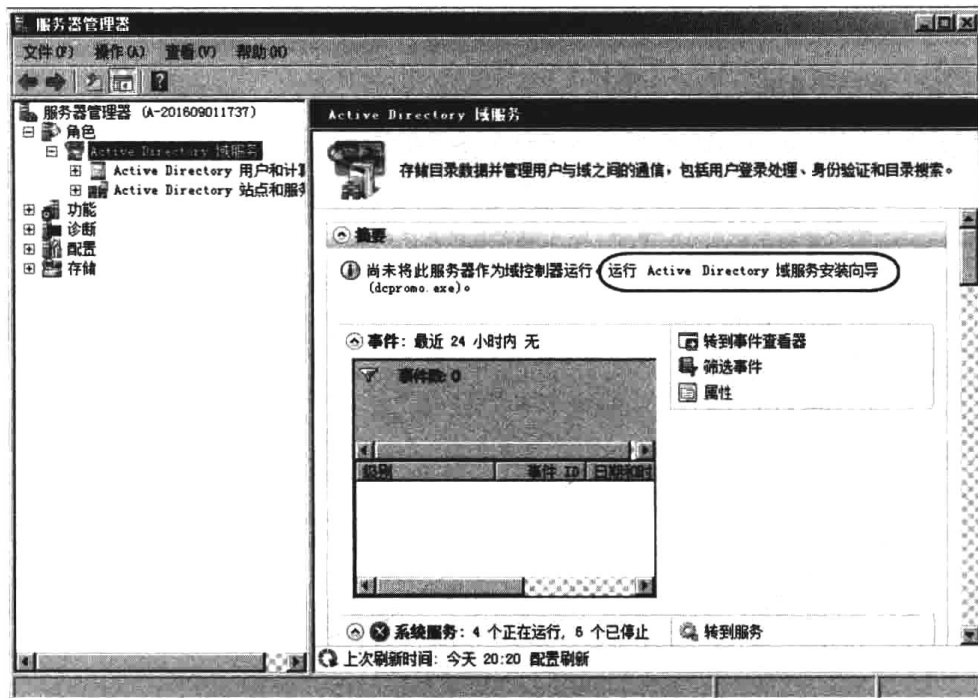 服务器管理器
文件(F) 操作(A) 查看(V) 帮助(H)
服务器管理器 (A-201609011737)
角色
Active Directory 域服务
Active Directory 用户和计
Active Directory 站点和服
功能
诊断
配置
存储
Active Directory 域服务
存储目录数据并管理用户与域之间的通信，包括用户登录处理、身份验证和目录搜索。
摘要
尚未将此服务器作为域控制器运行 运行 Active Directory 域服务安装向导
(dcpromo.exe)。
事件: 最近 24 小时内 无
事件数: 0
级别 事件 ID 日期和时
转到事件查看器
筛选事件
属性
系统服务: 4 个正在运行, 6 个已停止
转到服务
上次刷新时间: 今天 20:20 配置刷新